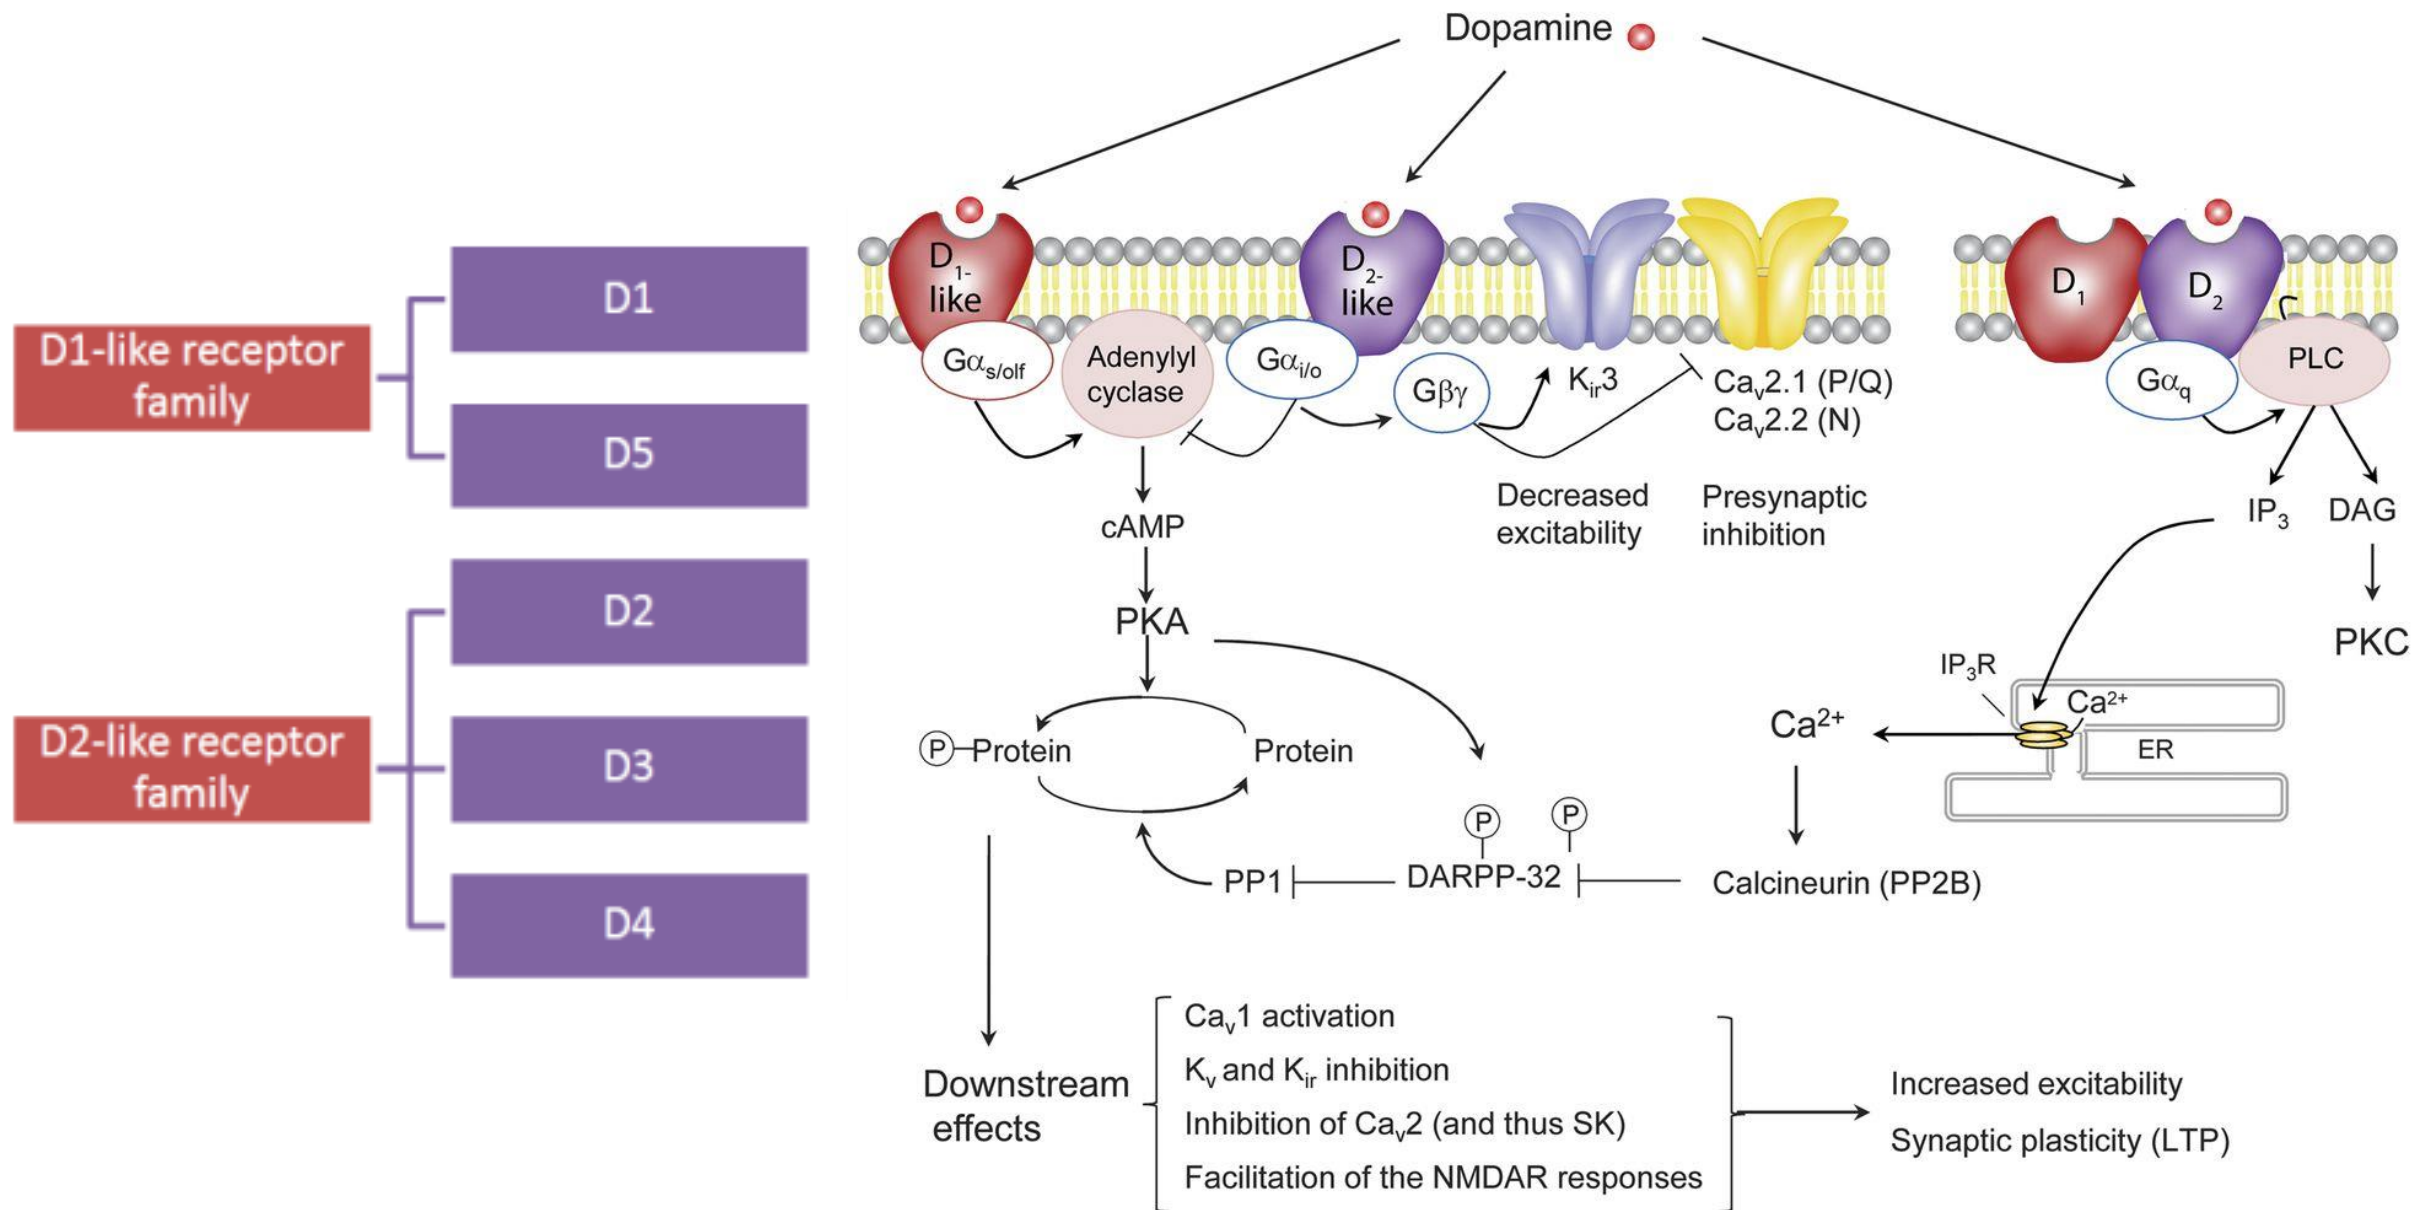 D1-like receptor
family
D1
D5
D2-like receptor
family
D2
D3
D4
Dopamine
D1-
like
Gαs/olf
Adenylyl
cyclase
Gαi/o
D2-
like
Gβγ
Kir3
Cav2.1 (P/Q)
Cav2.2 (N)
Decreased
excitability
Presynaptic
inhibition
D1
D2
Gαq
PLC
IP3
DAG
PKC
cAMP
PKA
P
Protein
Protein
IP3R
Ca2+
Ca2+
ER
P
P
PP1
DARPP-32
Calcineurin (PP2B)
Downstream
effects
Cav1 activation
Kv and Kir inhibition
Inhibition of Cav2 (and thus SK)
Facilitation of the NMDAR responses
Increased excitability
Synaptic plasticity (LTP)